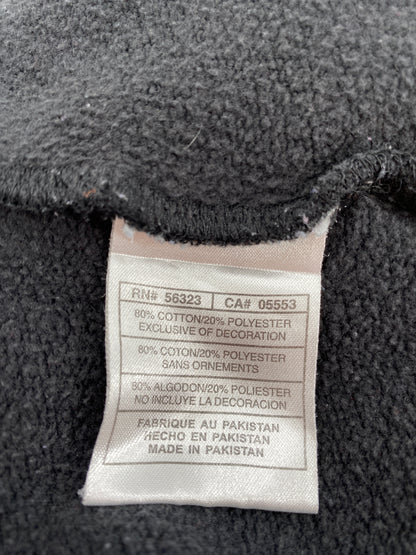 RN# 56323 | CA# 05553
80% COTTON/20% POLYESTER
EXCLUSIVE OF DECORATION
80% COTON/20% POLYESTER
SANS ORNEMENTS
80% ALGODON/20% POLIESTER
NO INCLUYE LA DECORACION
FABRIQUE AU PAKISTAN
HECHO EN PAKISTAN
MADE IN PAKISTAN